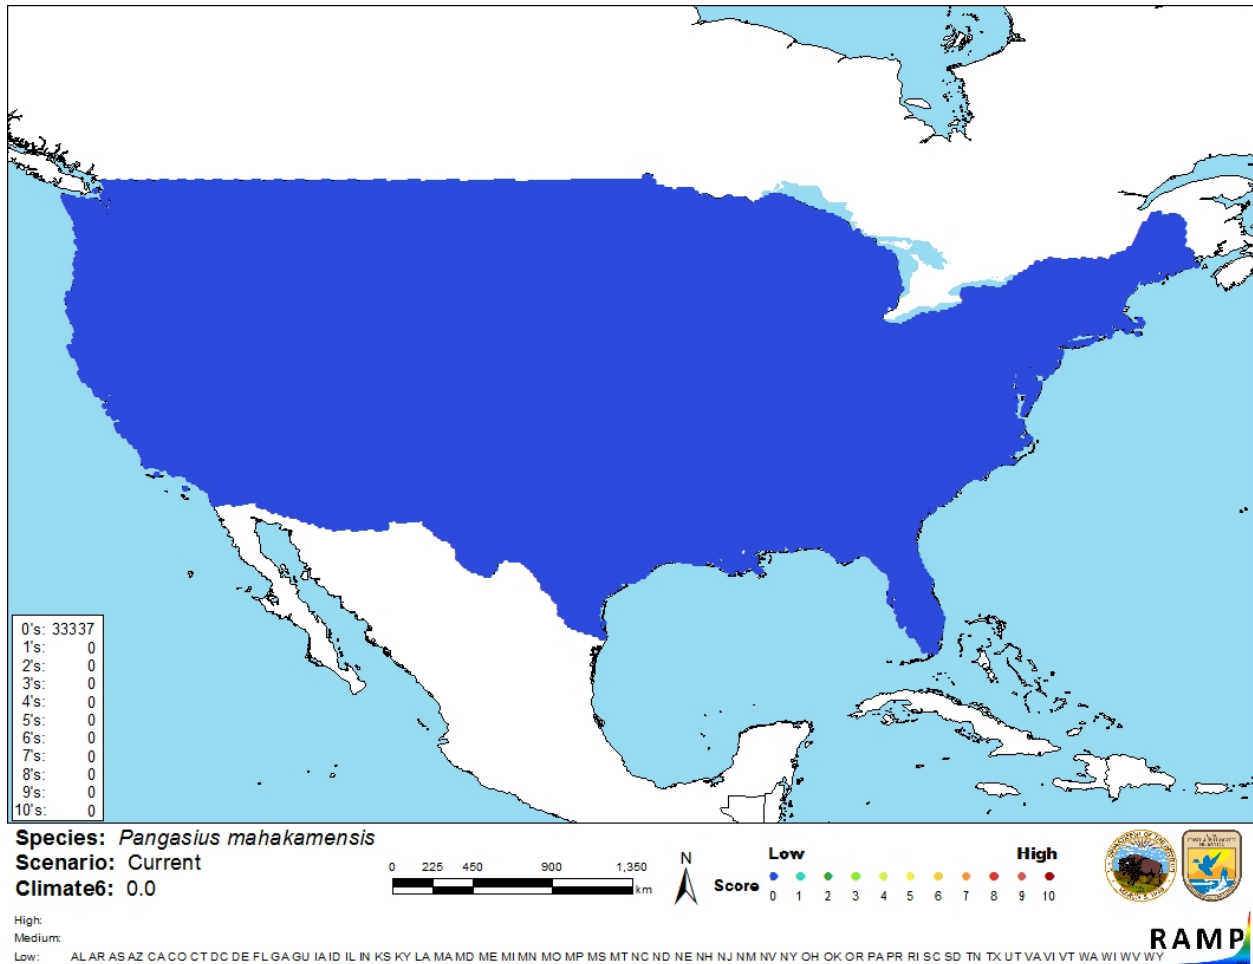 0's: 33337
1's: 0
2's: 0
3's: 0
4's: 0
5's: 0
6's: 0
7's: 0
8's: 0
9's: 0
10's: 0
Species: Pangasius mahakamensis
Scenario: Current
Climate6: 0.0
0 225 450 900 1,350
km
N
Low High
Score
0 1 2 3 4 5 6 7 8 9 10
High:
Medium:
Low: AL AR AS AZ CA CO CT DC DE FL GA GU IA ID IL IN KS KY LA MA MD ME MI MN MO MP MS MT NC ND NE NH NJ NM NV NY OH OK OR PA PR RI SC SD TN TX UT VA VI VT WA WI WV WY
RAMP